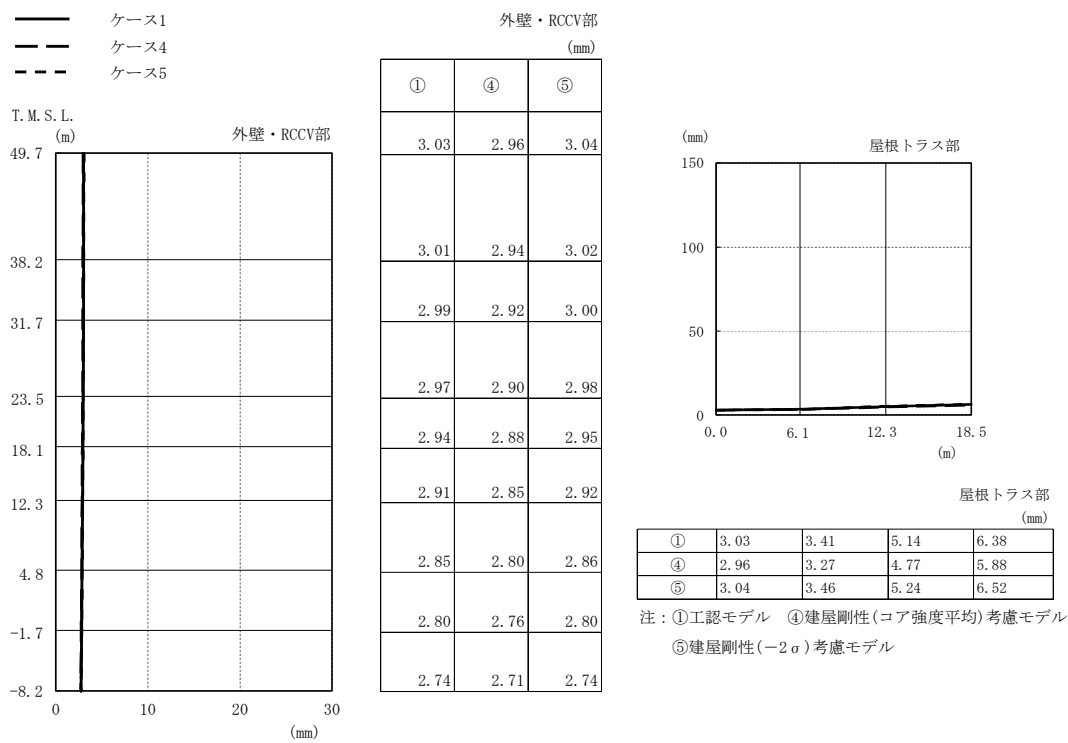 ケース1
ケース4
ケース5
T.M.S.L.
(m)
外壁・RCCV部
49.7
38.2
31.7
23.5
18.1
12.3
4.8
-1.7
-8.2
0 10 20 30
(mm)
外壁・RCCV部
(mm)
① ④ ⑤
3.03 2.96 3.04
3.01 2.94 3.02
2.99 2.92 3.00
2.97 2.90 2.98
2.94 2.88 2.95
2.91 2.85 2.92
2.85 2.80 2.86
2.80 2.76 2.80
2.74 2.71 2.74
(mm)
屋根トラス部
150
100
50
0
0.0 6.1 12.3 18.5
(m)
屋根トラス部
(mm)
① 3.03 3.41 5.14 6.38
④ 2.96 3.27 4.77 5.88
⑤ 3.04 3.46 5.24 6.52
注：①工認モデル ④建屋剛性(コア強度平均)考慮モデル
⑤建屋剛性(－2σ)考慮モデル